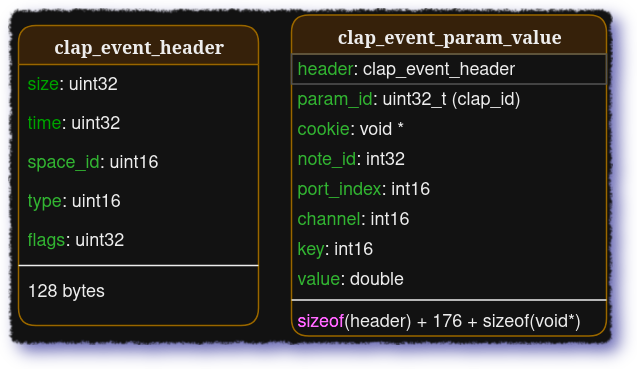 clap_event_header
size: uint32
time: uint32
space_id: uint16
type: uint16
flags: uint32
128 bytes
clap_event_param_value
header: clap_event_header
param_id: uint32_t (clap_id)
cookie: void *
note_id: int32
port_index: int16
channel: int16
key: int16
value: double
sizeof(header) + 176 + sizeof(void*)